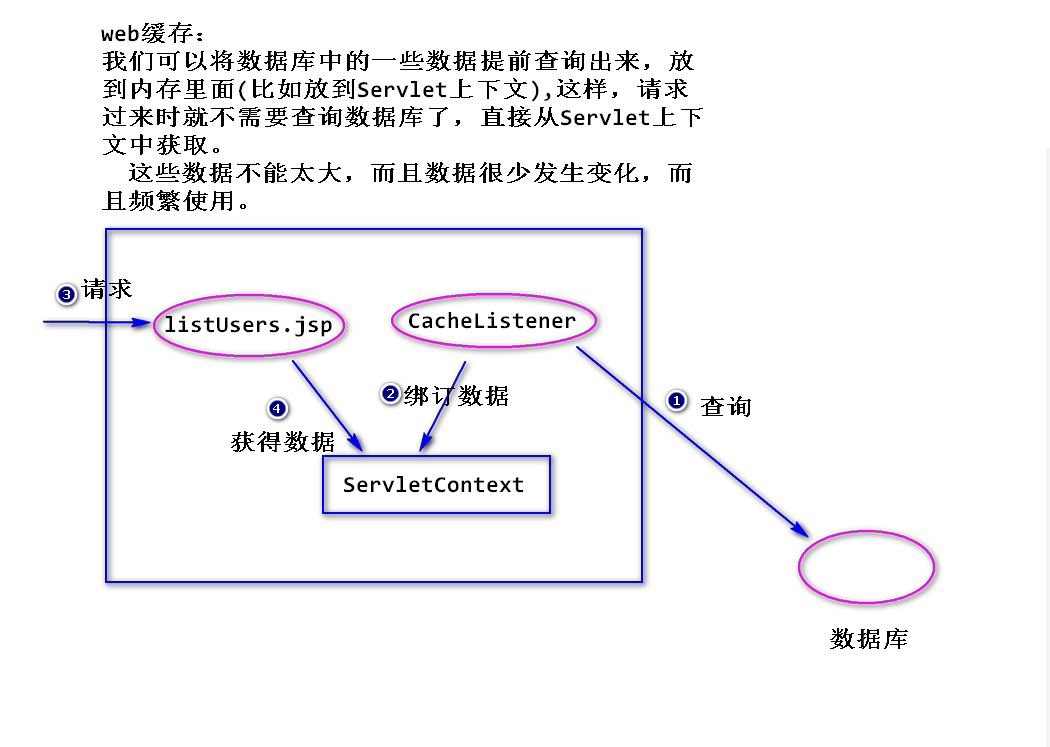 web缓存：
我们可以将数据库中的一些数据提前查询出来，放
到内存里面(比如放到Servlet上下文),这样，请求
过来时就不需要查询数据库了，直接从Servlet上下
文中获取。
这些数据不能太大，而且数据很少发生变化，而
且频繁使用。
3 请求
listUsers.jsp
CacheListener
2 绑订数据
1 查询
4
获得数据
ServletContext
数据库